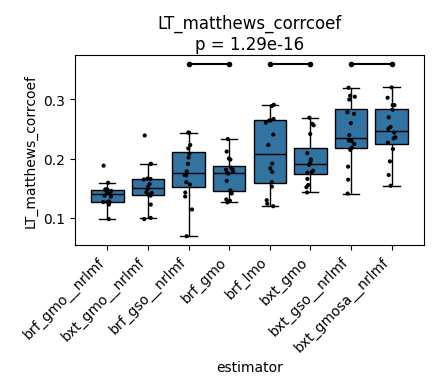 LT_matthews_corrcoef
p = 1.29e-16
LT_matthews_corrcoef
0.3
0.2
0.1
brf_gmo__nrlmf
bxt_gmo__nrlmf
brf_gso__nrlmf
brf_gmo
brf_lmo
bxt_gmo
bxt_gso__nrlmf
bxt_gmosa__nrlmf
estimator